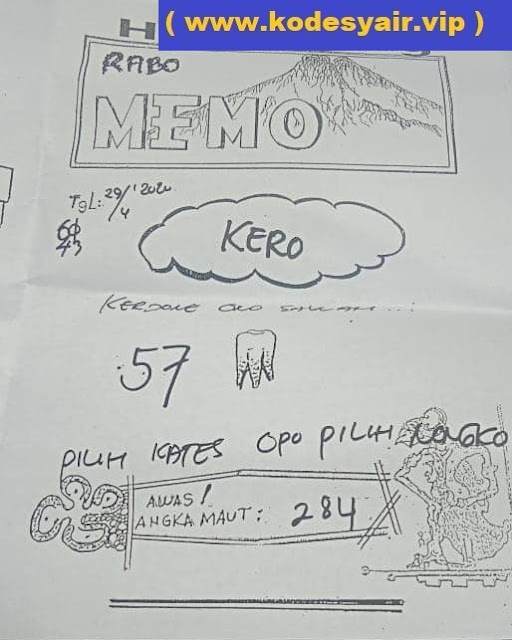 ( www.kodesyair.vip )
H
RABO
MEMO
TgL: 29/4 '2020
KERO
57
PILIH KATES OPO PILIH NONGKO
AWAS!
ANGKA MAUT: 284